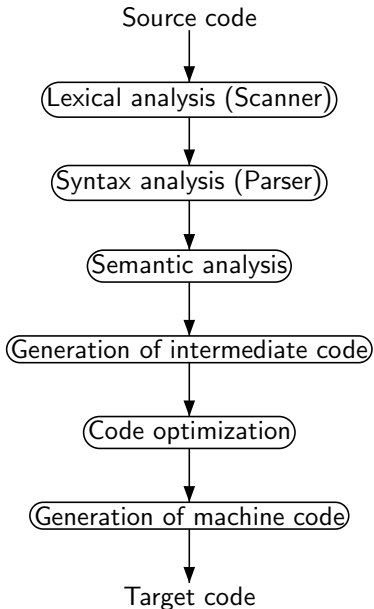 Source code
Lexical analysis (Scanner)
Syntax analysis (Parser)
Semantic analysis
Generation of intermediate code
Code optimization
Generation of machine code
Target code